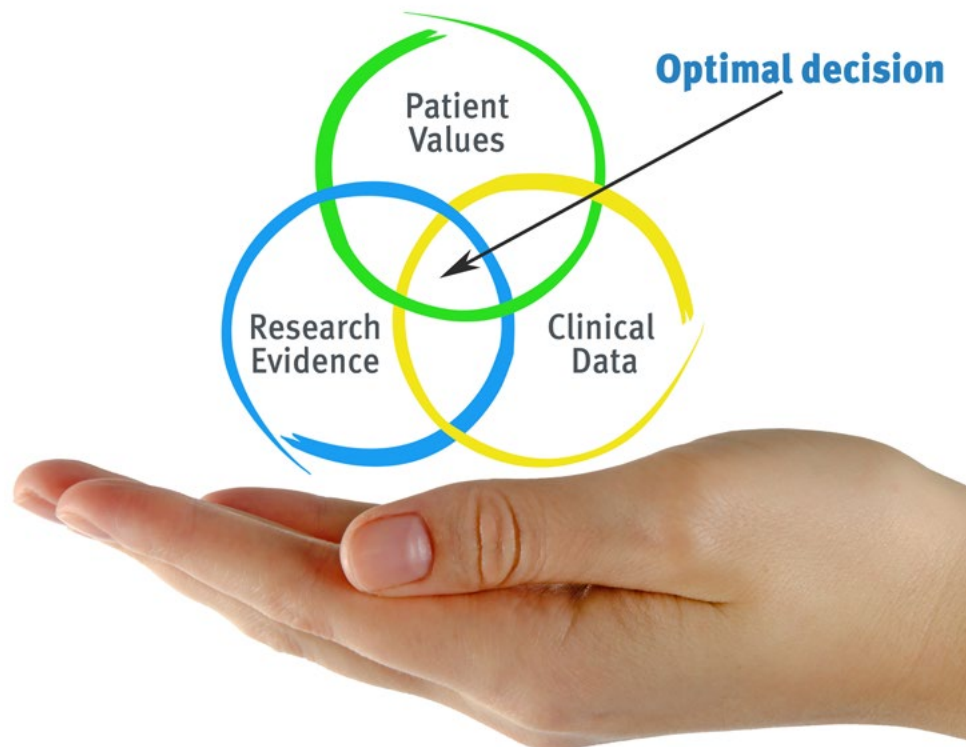 Optimal decision
Patient
Values
Research
Evidence
Clinical
Data